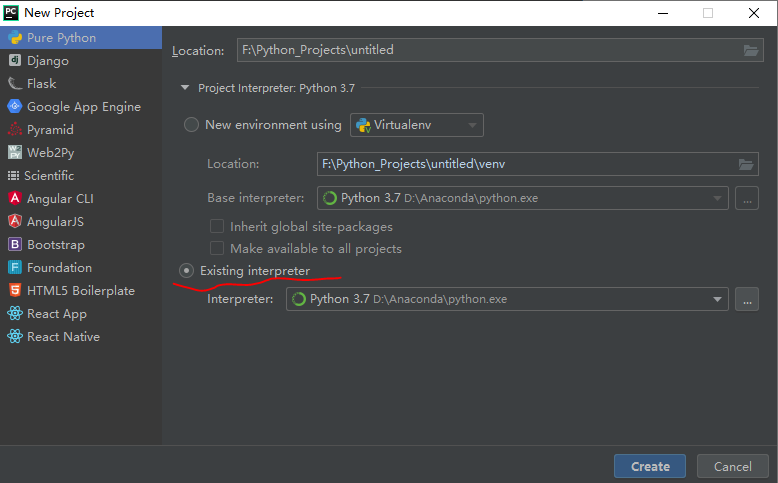 PC New Project
Pure Python
Django
Flask
Google App Engine
Pyramid
Web2Py
Scientific
Angular CLI
AngularJS
Bootstrap
Foundation
HTML5 Boilerplate
React App
React Native
Location: F:\Python_Projects\untitled
Project Interpreter: Python 3.7
New environment using Virtualenv
Location: F:\Python_Projects\untitled\venv
Base interpreter: Python 3.7 D:\Anaconda\python.exe ...
Inherit global site-packages
Make available to all projects
Existing interpreter
Interpreter: Python 3.7 D:\Anaconda\python.exe ...
Create Cancel